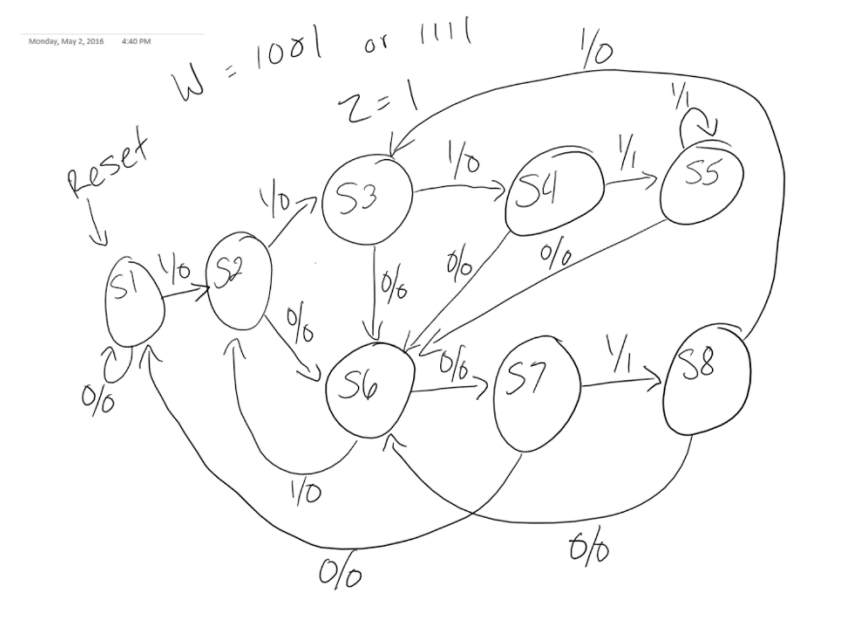 Monday, May 2, 2016 4:40 PM
W = 1001 or 1111
Z = 1
Reset
1/0
1/1
S3
1/0
S4
1/1
S5
1/0
S1
1/0
S2
0/0
0/0
0/0
0/0
0/0
S6
0/0
S7
1/1
S8
1/0
0/0
0/0